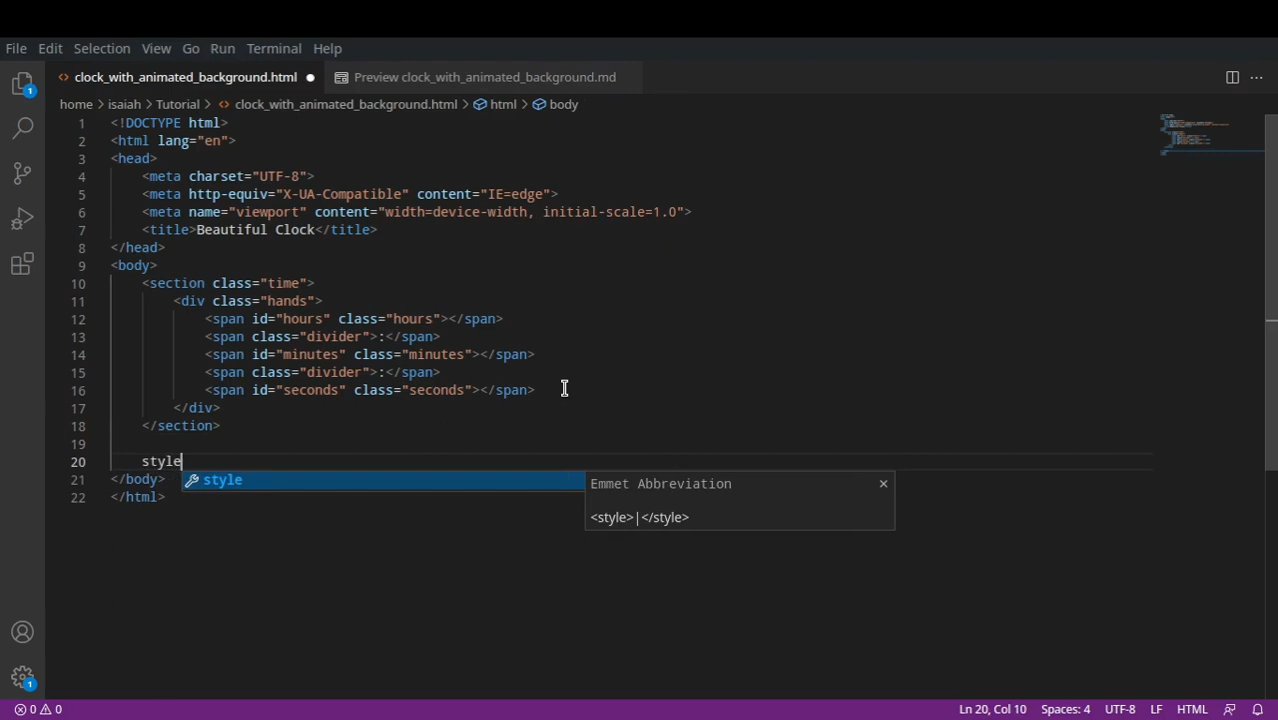 File Edit Selection View Go Run Terminal Help
clock_with_animated_background.html Preview clock_with_animated_background.md
home > isaiah > Tutorial > clock_with_animated_background.html > html > body
1 <!DOCTYPE html>
2 <html lang="en">
3 <head>
4 <meta charset="UTF-8">
5 <meta http-equiv="X-UA-Compatible" content="IE=edge">
6 <meta name="viewport" content="width=device-width, initial-scale=1.0">
7 <title>Beautiful Clock</title>
8 </head>
9 <body>
10 <section class="time">
11 <div class="hands">
12 <span id="hours" class="hours"></span>
13 <span class="divider">:</span>
14 <span id="minutes" class="minutes"></span>
15 <span class="divider">:</span>
16 <span id="seconds" class="seconds"></span>
17 </div>
18 </section>
19
20 style
21 </body>
22 </html>
style
Emmet Abbreviation
<style>|</style>
1
1
0 0 Ln 20, Col 10 Spaces: 4 UTF-8 LF HTML